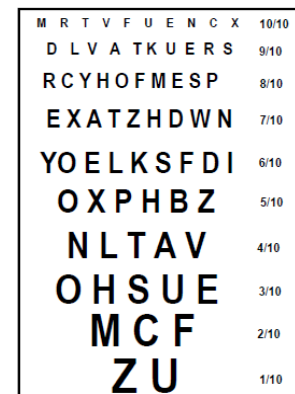 M R T V F U E N C X 10/10
D L V A T K U E R S 9/10
R C Y H O F M E S P 8/10
E X A T Z H D W N 7/10
Y O E L K S F D I 6/10
O X P H B Z 5/10
N L T A V 4/10
O H S U E 3/10
M C F 2/10
Z U 1/10